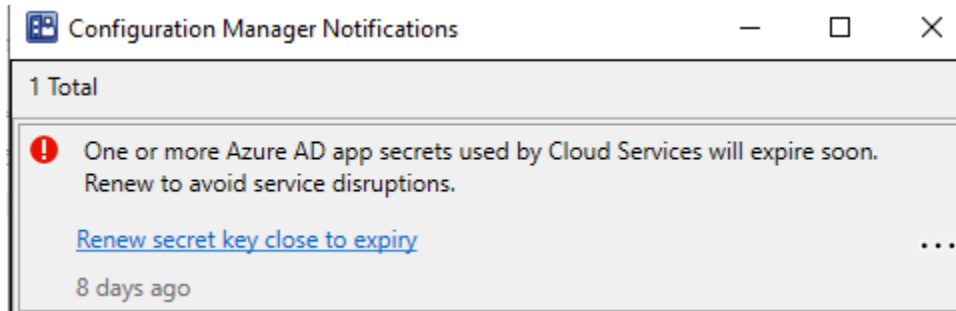 Configuration Manager Notifications
1 Total
One or more Azure AD app secrets used by Cloud Services will expire soon.
Renew to avoid service disruptions.
Renew secret key close to expiry
...
8 days ago